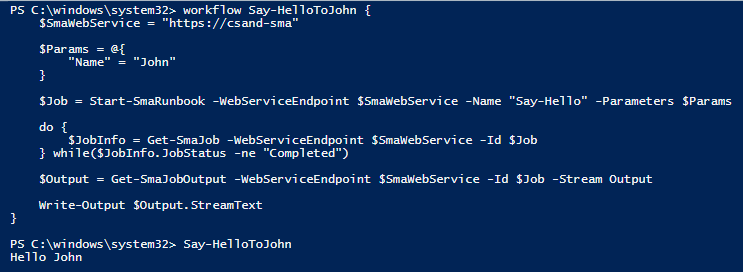 PS C:\windows\system32> workflow Say-HelloToJohn {
    $SmaWebService = "https://csand-sma"

    $Params = @{
        "Name" = "John"
    }

    $Job = Start-SmaRunbook -WebServiceEndpoint $SmaWebService -Name "Say-Hello" -Parameters $Params

    do {
        $JobInfo = Get-SmaJob -WebServiceEndpoint $SmaWebService -Id $Job
    } while($JobInfo.JobStatus -ne "Completed")

    $Output = Get-SmaJobOutput -WebServiceEndpoint $SmaWebService -Id $Job -Stream Output

    Write-Output $Output.StreamText
}

PS C:\windows\system32> Say-HelloToJohn
Hello John